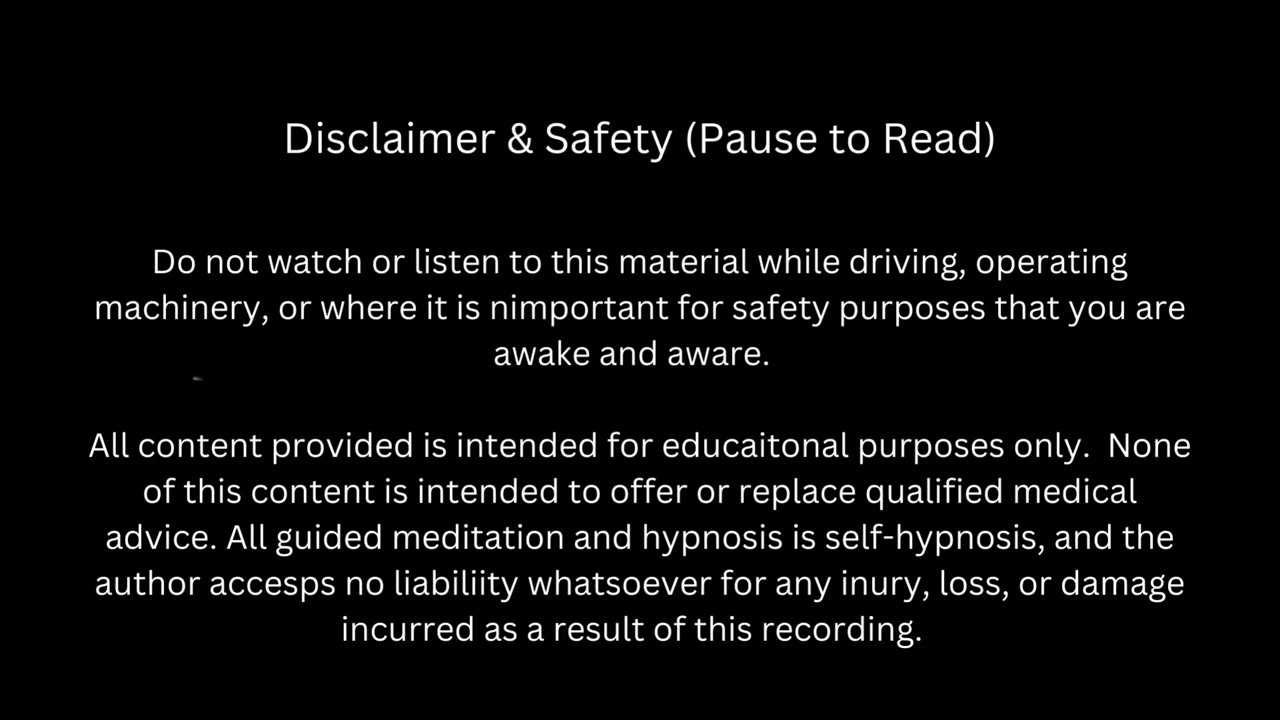 Disclaimer & Safety (Pause to Read)
Do not watch or listen to this material while driving, operating
machinery, or where it is nimportant for safety purposes that you are
awake and aware.
All content provided is intended for educaitonal purposes only.  None
of this content is intended to offer or replace qualified medical
advice. All guided meditation and hypnosis is self-hypnosis, and the
author accesps no liabiliity whatsoever for any inury, loss, or damage
incurred as a result of this recording.